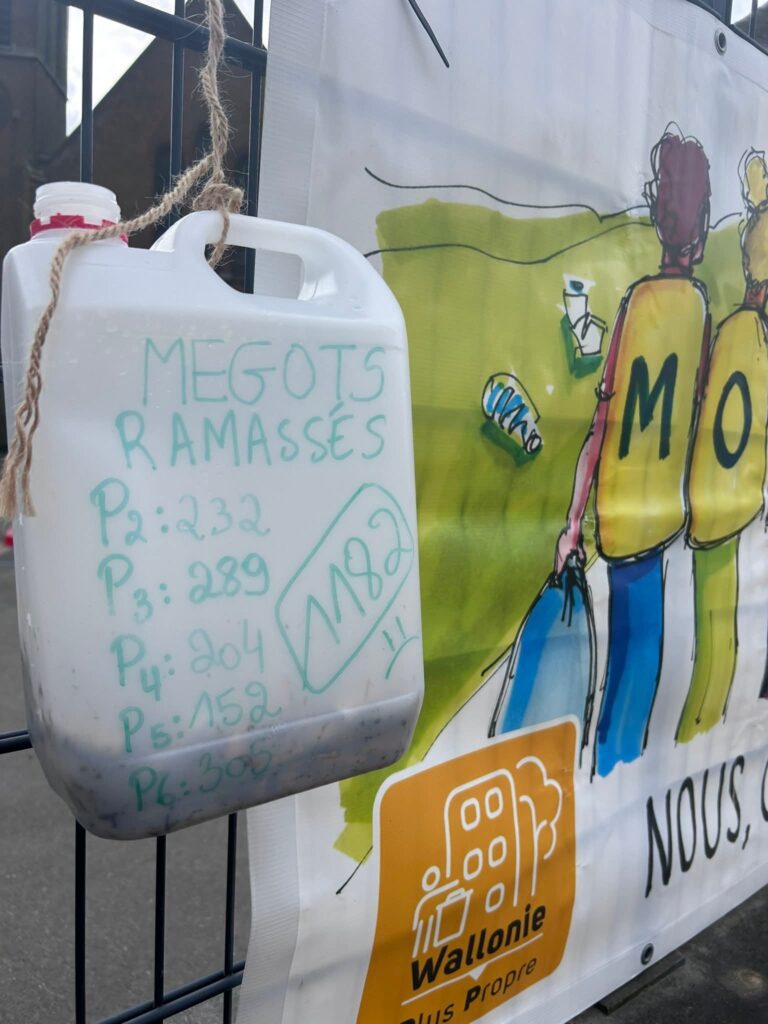 MEGOTS
RAMASSÉS
P2: 232
P3: 289
P4: 204
P5: 152
P6: 305
1182
!!
MO
NOUS,
Wallonie
Plus Propre